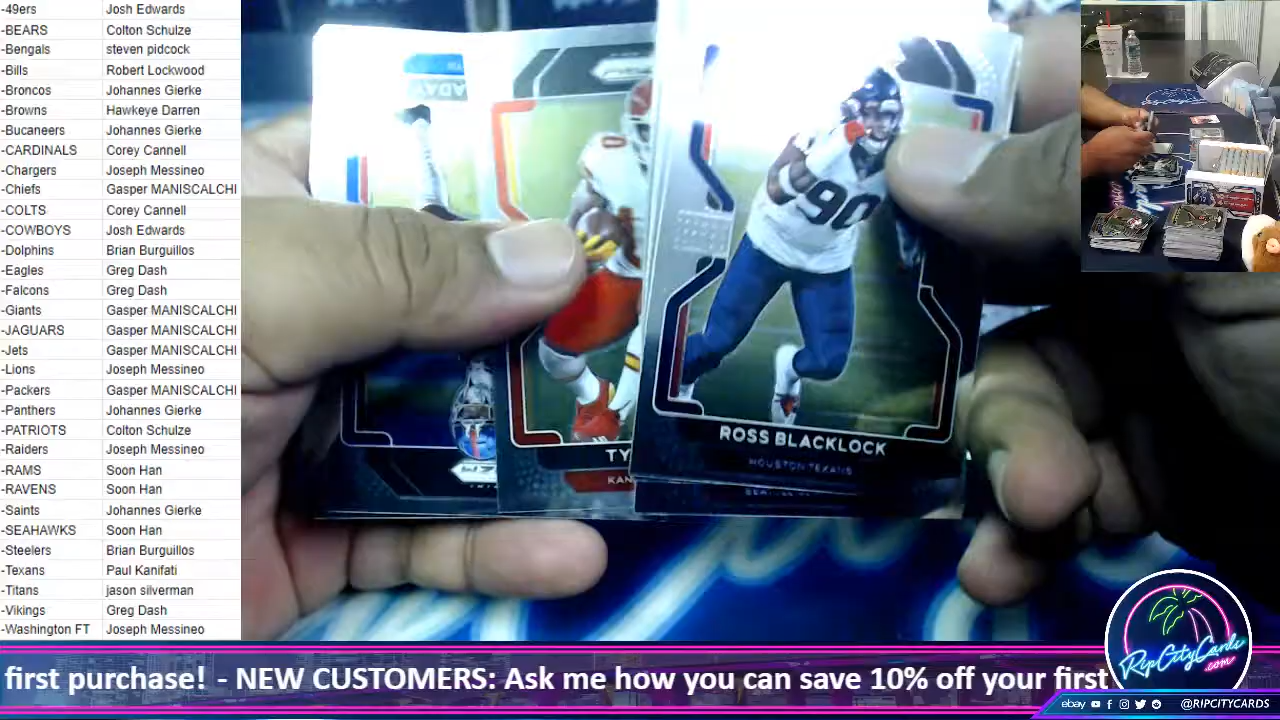 -49ers Josh Edwards
-BEARS Colton Schulze
-Bengals steven pidcock
-Bills Robert Lockwood
-Broncos Johannes Gierke
-Browns Hawkeye Darren
-Bucaneers Johannes Gierke
-CARDINALS Corey Cannell
-Chargers Joseph Messineo
-Chiefs Gasper MANISCALCHI
-COLTS Corey Cannell
-COWBOYS Josh Edwards
-Dolphins Brian Burguillos
-Eagles Greg Dash
-Falcons Greg Dash
-Giants Gasper MANISCALCHI
-JAGUARS Gasper MANISCALCHI
-Jets Gasper MANISCALCHI
-Lions Joseph Messineo
-Packers Gasper MANISCALCHI
-Panthers Johannes Gierke
-PATRIOTS Colton Schulze
-Raiders Joseph Messineo
-RAMS Soon Han
-RAVENS Soon Han
-Saints Johannes Gierke
-SEAHAWKS Soon Han
-Steelers Brian Burguillos
-Texans Paul Kanifati
-Titans jason silverman
-Vikings Greg Dash
-Washington FT Joseph Messineo
90
ROSS BLACKLOCK
HOUSTON TEXANS
TY
KAN
RipCityCards
.com
first purchase! - NEW CUSTOMERS: Ask me how you can save 10% off your first
ebay @RIPCITYCARDS